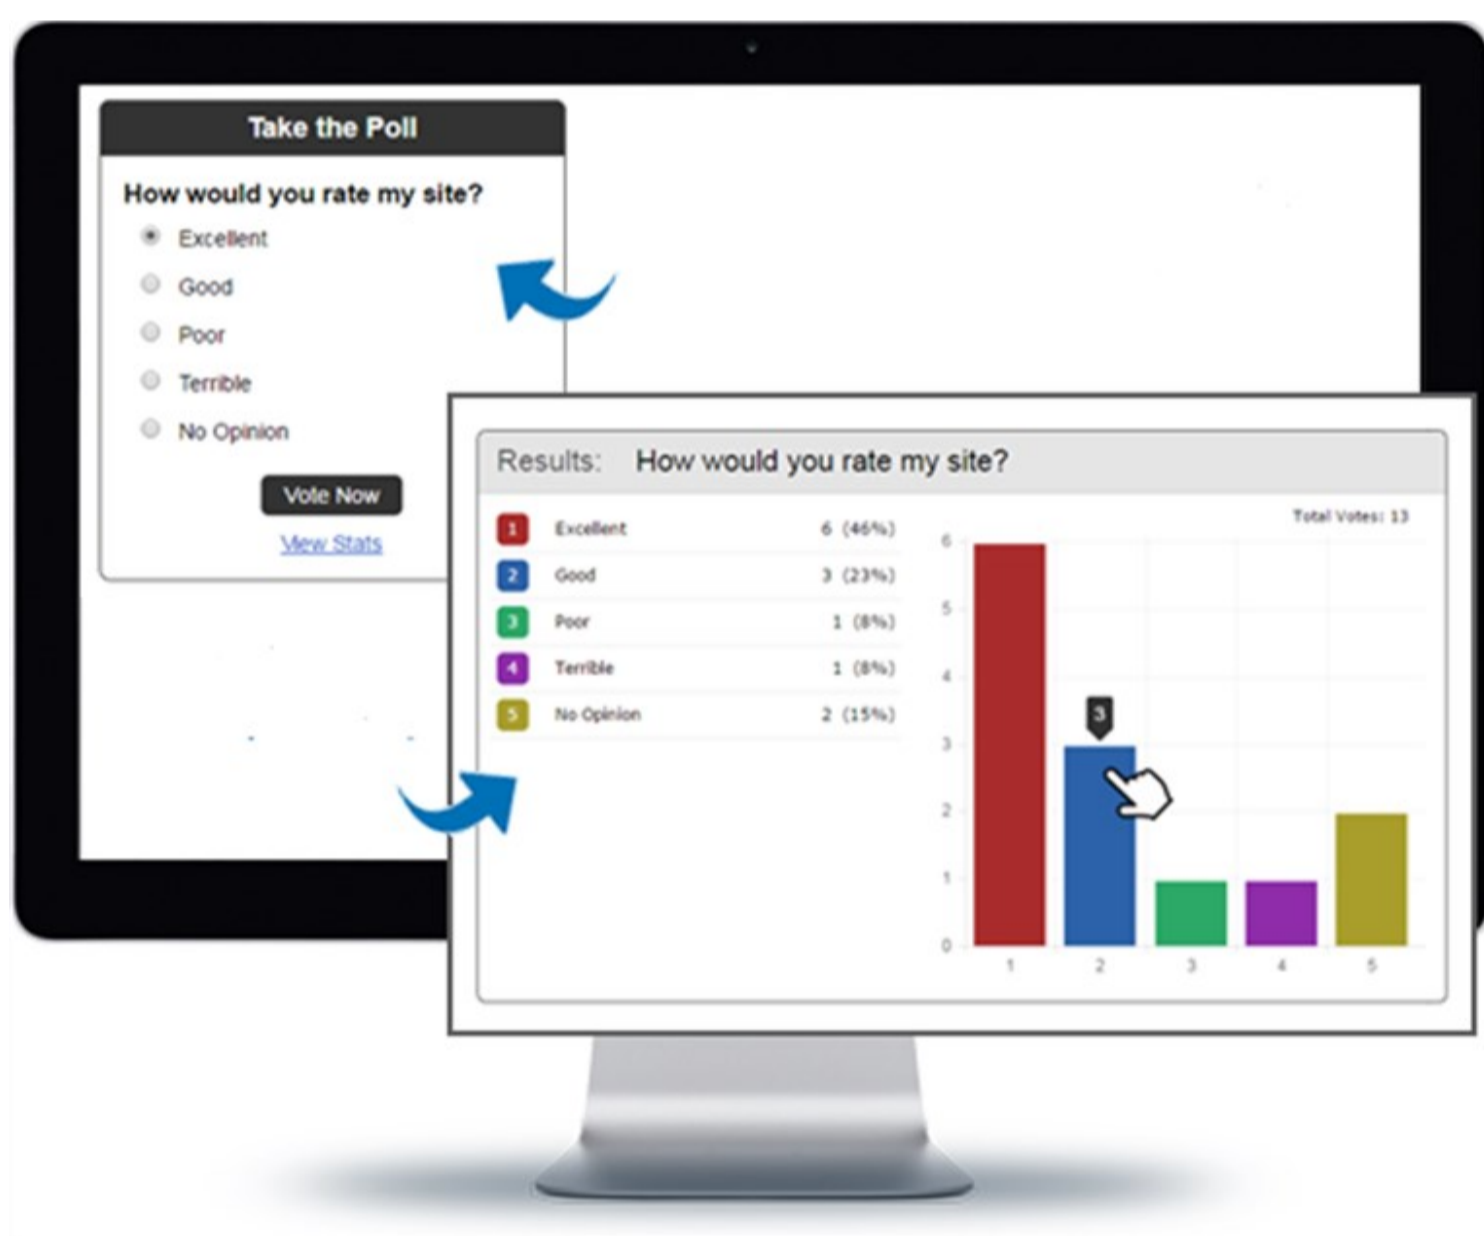 Take the Poll
How would you rate my site?
Excellent
Good
Poor
Terrible
No Opinion
Vote Now
View Stats
Results: How would you rate my site?
1 Excellent 6 (46%)
2 Good 3 (23%)
3 Poor 1 (8%)
4 Terrible 1 (8%)
5 No Opinion 2 (15%)
Total Votes: 13
6
5
4
3
2
1
0
3
1 2 3 4 5